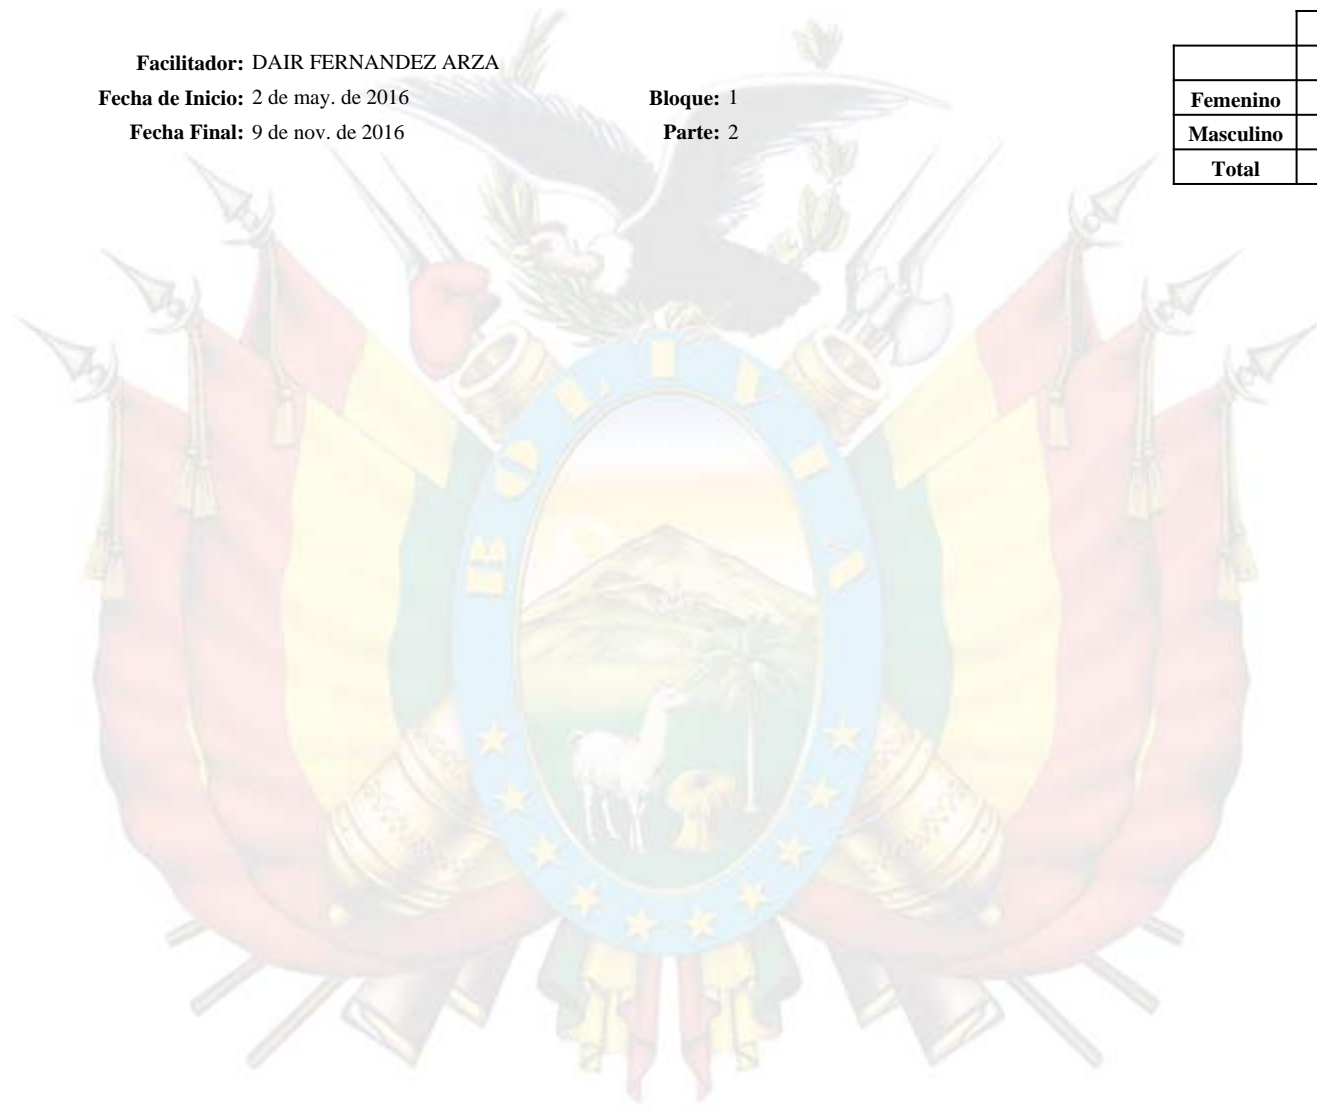 Facilitador: DAIR FERNANDEZ ARZA
Fecha de Inicio: 2 de may. de 2016 Bloque: 1
Fecha Final: 9 de nov. de 2016 Parte: 2
Femenino
Masculino
Total
BOLIVIA